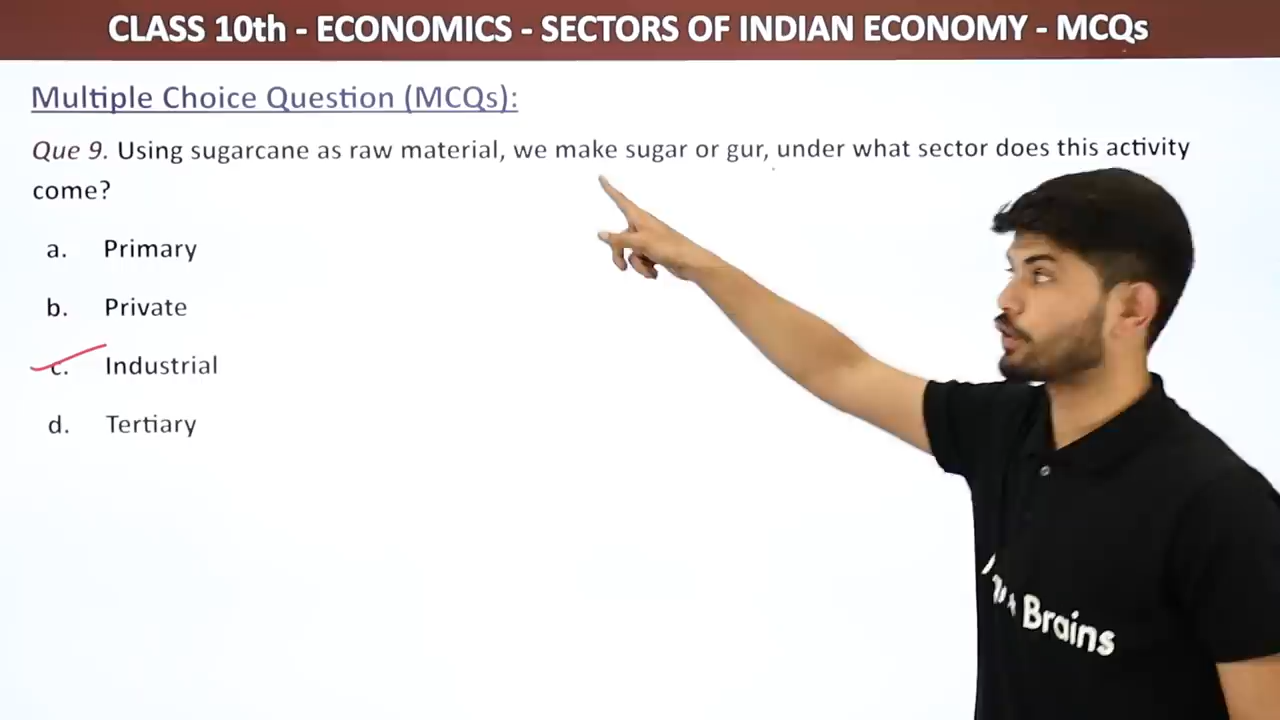 CLASS 10th - ECONOMICS - SECTORS OF INDIAN ECONOMY - MCQs
Multiple Choice Question (MCQs):
Que 9. Using sugarcane as raw material, we make sugar or gur, under what sector does this activity
come?
a. Primary
b. Private
c. Industrial
d. Tertiary
Brains